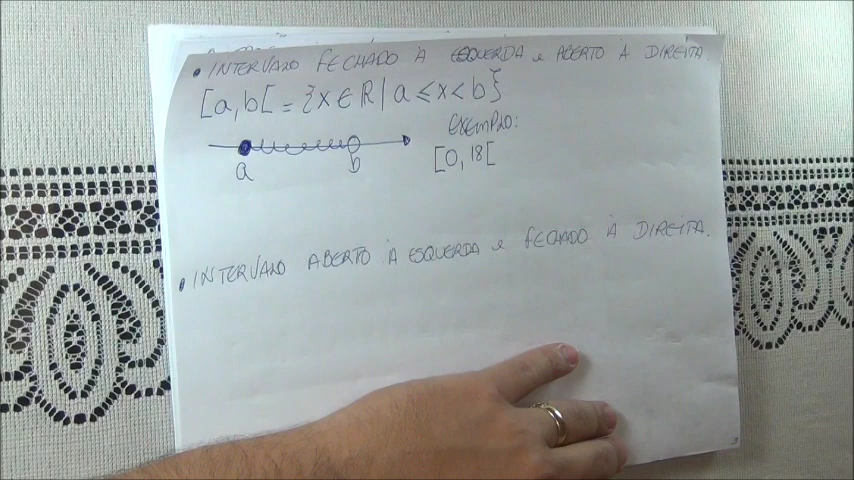 • INTERVALO FECHADO À ESQUERDA e ABERTO À DIREITA.
[a,b[ = {x ∈ R | a ≤ x < b}
EXEMPLO:
[0,18[
a b
• INTERVALO ABERTO À ESQUERDA e FECHADO À DIREITA.